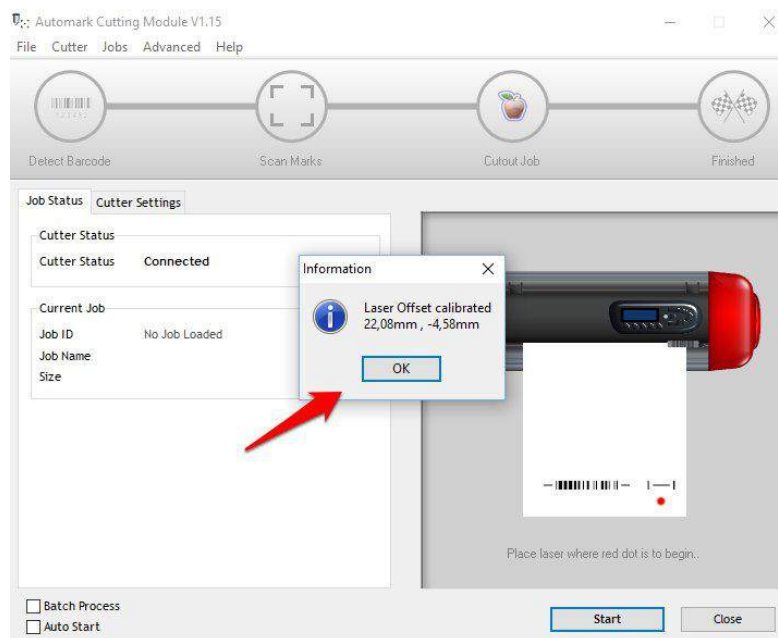 Automark Cutting Module V1.15
File Cutter Jobs Advanced Help
Detect Barcode
Scan Marks
Cutout Job
Finished
Job Status
Cutter Settings
Cutter Status
Cutter Status Connected
Current Job
Job ID No Job Loaded
Job Name
Size
Information
Laser Offset calibrated
22,08mm , -4,58mm
OK
Place laser where red dot is to begin..
Batch Process
Auto Start
Start
Close